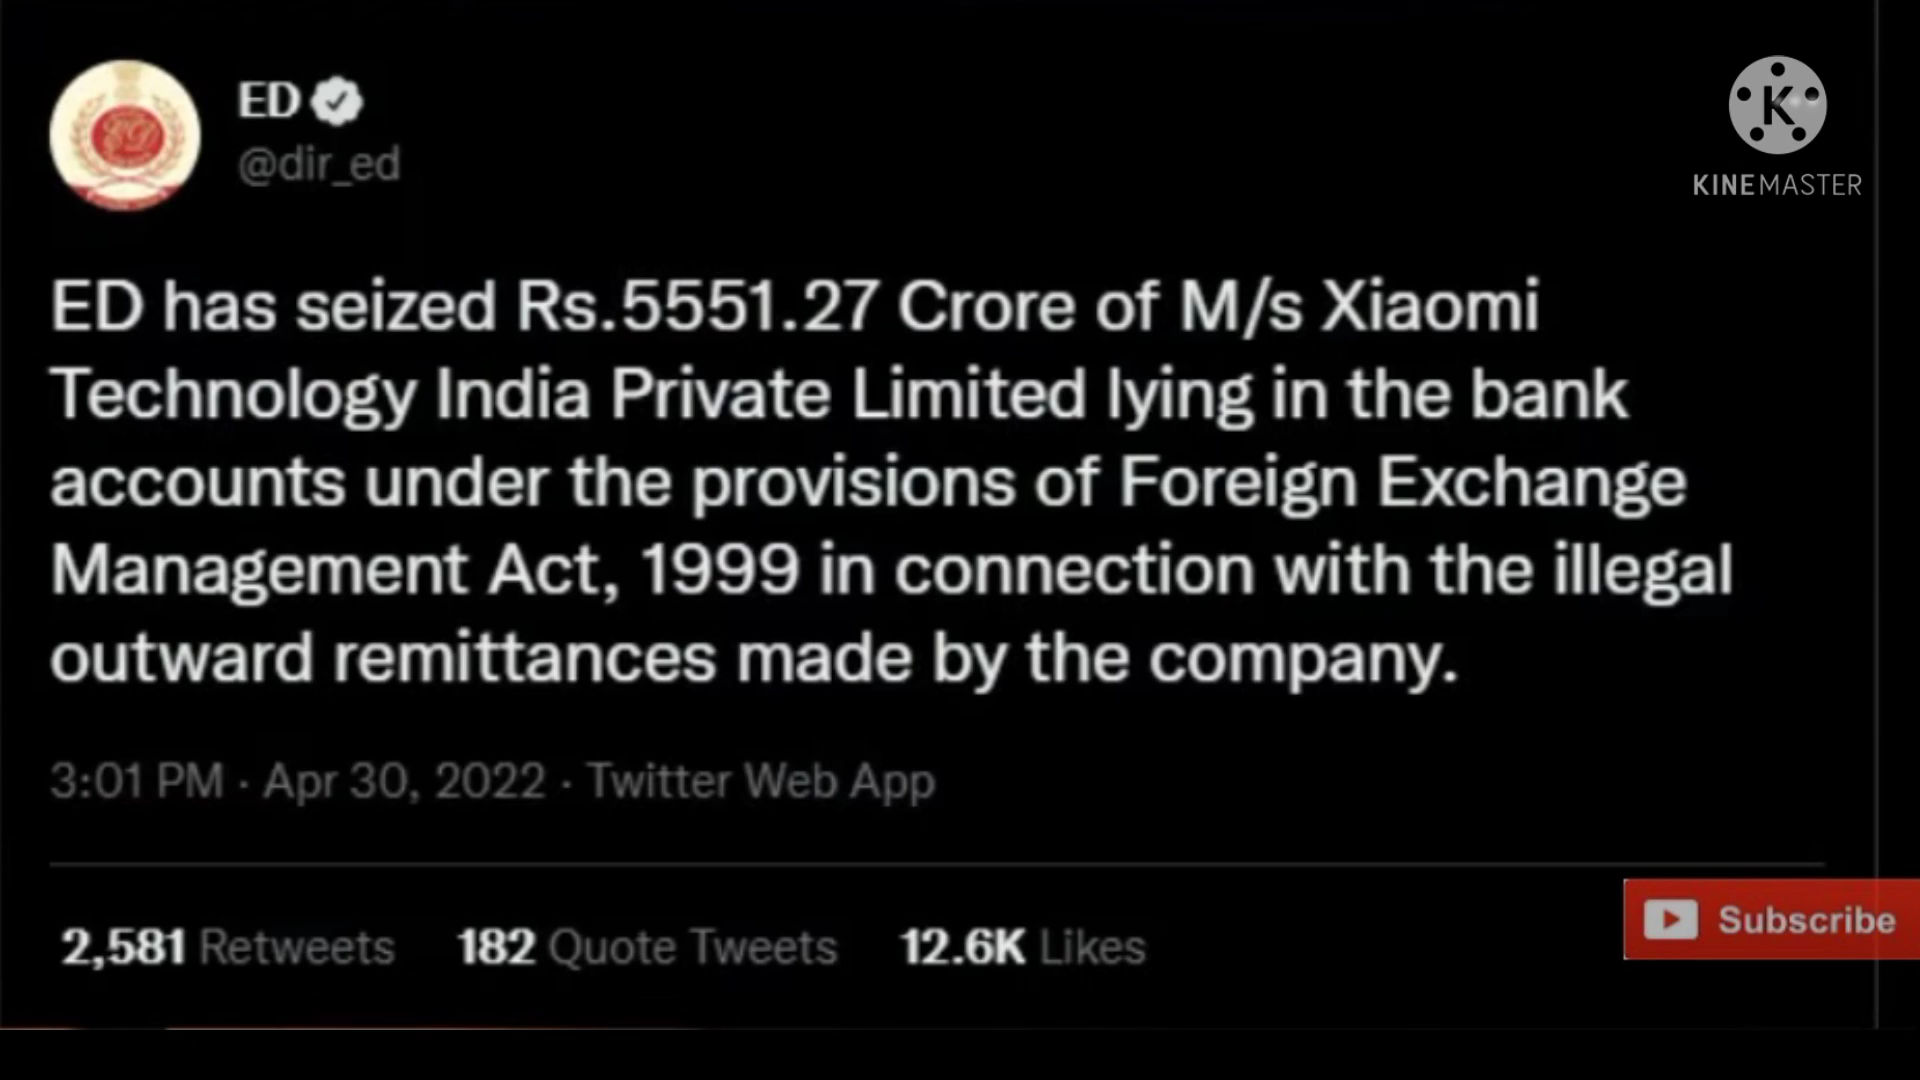 ED
@dir_ed
K
KINEMASTER
ED has seized Rs.5551.27 Crore of M/s Xiaomi
Technology India Private Limited lying in the bank
accounts under the provisions of Foreign Exchange
Management Act, 1999 in connection with the illegal
outward remittances made by the company.
3:01 PM · Apr 30, 2022 · Twitter Web App
2,581 Retweets 182 Quote Tweets 12.6K Likes
Subscribe